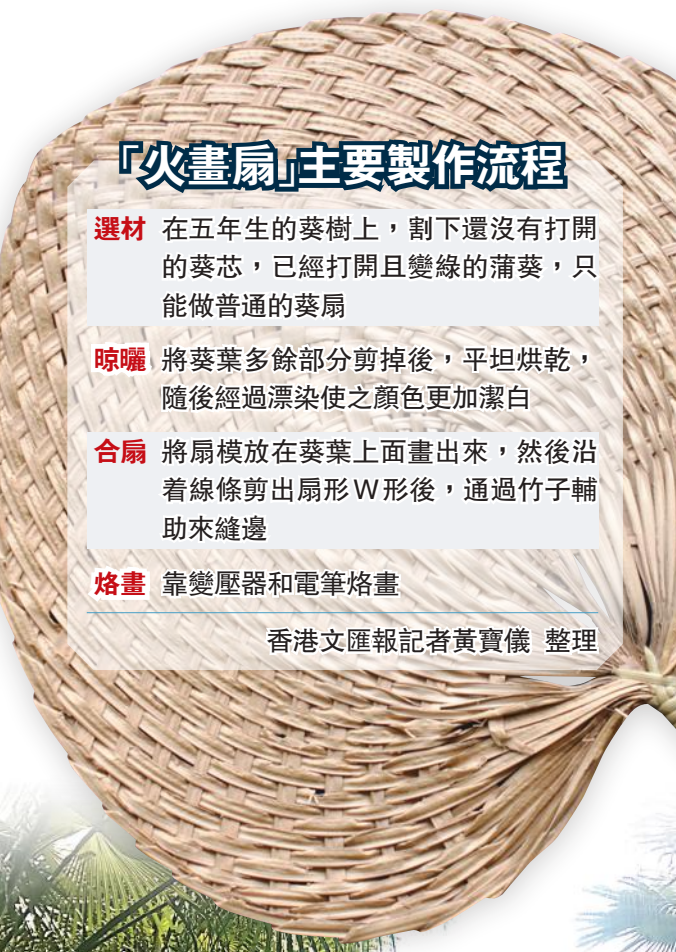 「火畫扇」主要製作流程
選材 在五年生的葵樹上，割下還沒有打開
的葵芯，已經打開且變綠的蒲葵，只
能做普通的葵扇
晾曬 將葵葉多餘部分剪掉後，平坦烘乾，
隨後經過漂染使之顏色更加潔白
合扇 將扇模放在葵葉上面畫出來，然後沿
着線條剪出扇形W形後，通過竹子輔
助來縫邊
烙畫 靠變壓器和電筆烙畫
香港文匯報記者黃寶儀 整理